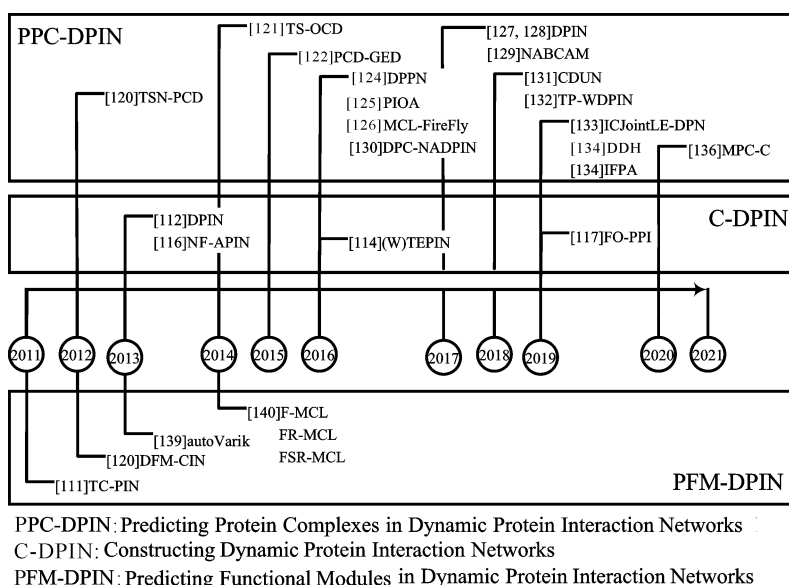 PPC-DPIN
[121]TS-OCD
[122]PCD-GED
[120]TSN-PCD
[124]DPPN
[125]PIOA
[126]MCL-FireFly
[130]DPC-NADPIN
[127, 128]DPIN
[129]NABCAM
[131]CDUN
[132]TP-WDPIN
[133]ICJointLE-DPN
[134]DDH
[134]IFPA
[136]MPC-C
C-DPIN
[112]DPIN
[116]NF-APIN
[114](W)TEPIN
[117]FO-PPI
2011 2012 2013 2014 2015 2016 2017 2018 2019 2020 2021
[140]F-MCL
FR-MCL
FSR-MCL
[139]autoVarik
[120]DFM-CIN
[111]TC-PIN
PFM-DPIN
PPC-DPIN: Predicting Protein Complexes in Dynamic Protein Interaction Networks
C-DPIN: Constructing Dynamic Protein Interaction Networks
PFM-DPIN: Predicting Functional Modules in Dynamic Protein Interaction Networks